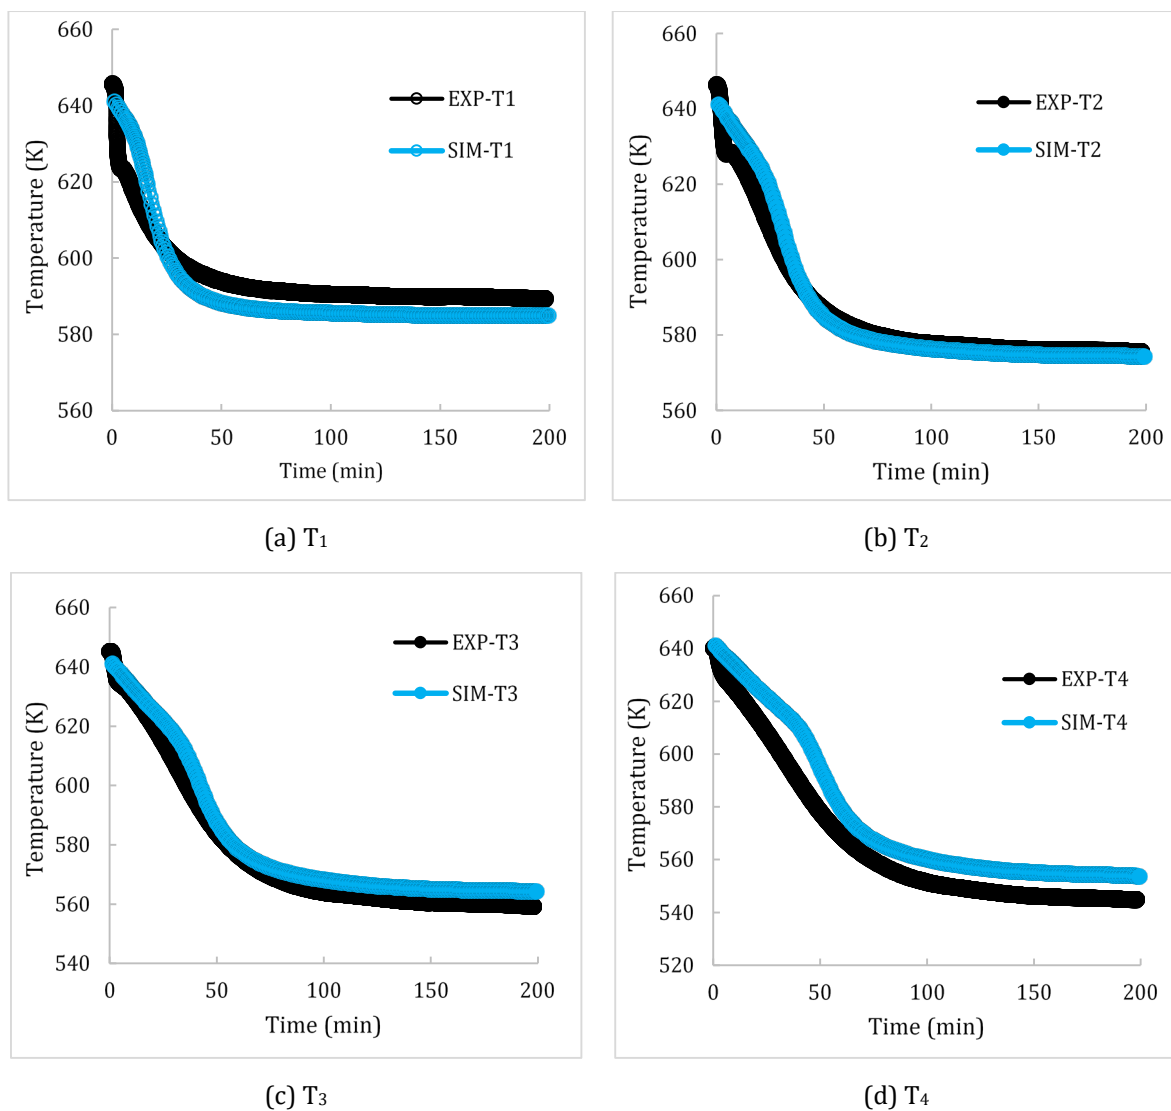 660
640
620
600
580
560
0
50
100
150
200
Temperature (K)
Time (min)
EXP-T1
SIM-T1
(a) T₁
660
640
620
600
580
560
0
50
100
150
200
Temperature (K)
Time (min)
EXP-T2
SIM-T2
(b) T₂
660
640
620
600
580
560
540
0
50
100
150
200
Temperature (K)
Time (min)
EXP-T3
SIM-T3
(c) T₃
660
640
620
600
580
560
540
520
0
50
100
150
200
Temperature (K)
Time (min)
EXP-T4
SIM-T4
(d) T₄